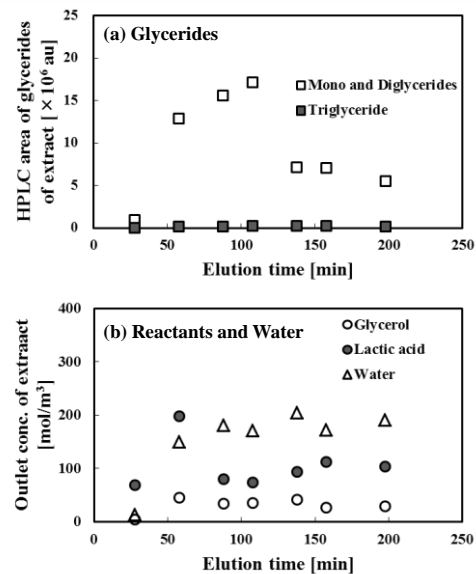 (a) Glycerides
HPLC area of glycerides
of extract [×10⁶ au]
25
20
15
10
5
0
Mono and Diglycerides
Triglyceride
0 50 100 150 200 250
Elution time [min]
(b) Reactants and Water
Outlet conc. of extraact
[mol/m³]
400
300
200
100
0
Glycerol
Lactic acid
Water
0 50 100 150 200 250
Elution time [min]